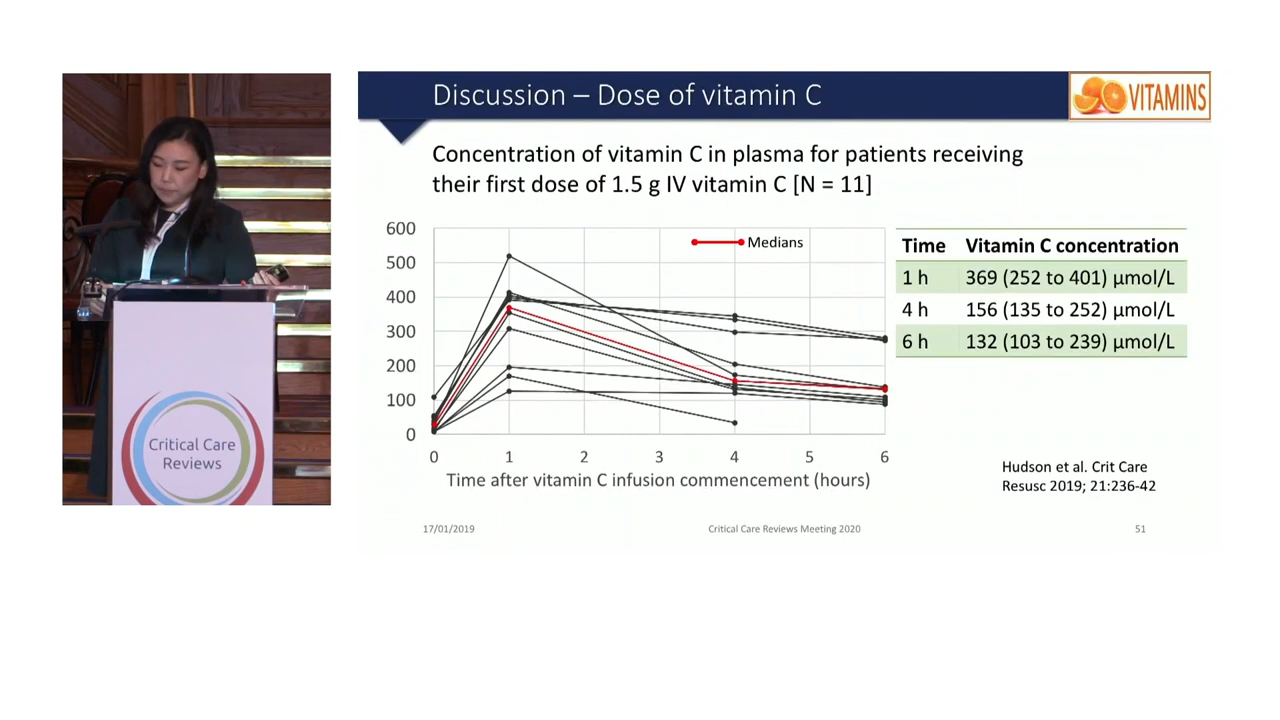 Discussion – Dose of vitamin C
VITAMINS
Concentration of vitamin C in plasma for patients receiving
their first dose of 1.5 g IV vitamin C [N = 11]
600
500
400
300
200
100
0
Medians
0 1 2 3 4 5 6
Time after vitamin C infusion commencement (hours)
Time Vitamin C concentration
1 h 369 (252 to 401) μmol/L
4 h 156 (135 to 252) μmol/L
6 h 132 (103 to 239) μmol/L
Hudson et al. Crit Care
Resusc 2019; 21:236-42
Critical Care
Reviews
17/01/2019
Critical Care Reviews Meeting 2020
51